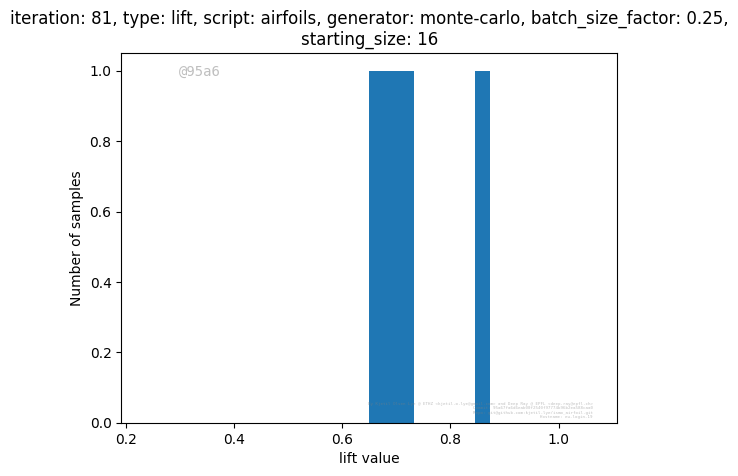 iteration: 81, type: lift, script: airfoils, generator: monte-carlo, batch_size_factor: 0.25,
starting_size: 16
@95a6
1.0
0.8
0.6
0.4
0.2
0.0
Number of samples
0.2 0.4 0.6 0.8 1.0
lift value